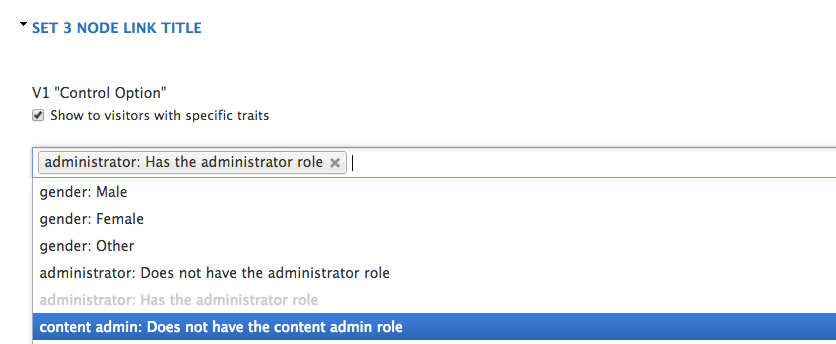 SET 3 NODE LINK TITLE
V1 "Control Option"
Show to visitors with specific traits
administrator: Has the administrator role
gender: Male
gender: Female
gender: Other
administrator: Does not have the administrator role
administrator: Has the administrator role
content admin: Does not have the content admin role